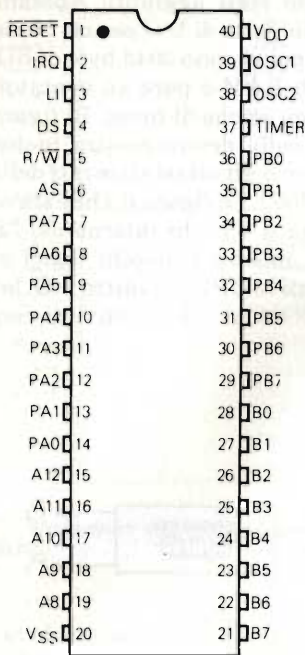 RESET 1 40 VDD
IRQ 2 39 OSC1
LI 3 38 OSC2
DS 4 37 TIMER
R/W 5 36 PB0
AS 6 35 PB1
PA7 7 34 PB2
PA6 8 33 PB3
PA5 9 32 PB4
PA4 10 31 PB5
PA3 11 30 PB6
PA2 12 29 PB7
PA1 13 28 B0
PA0 14 27 B1
A12 15 26 B2
A11 16 25 B3
A10 17 24 B4
A9 18 23 B5
A8 19 22 B6
VSS 20 21 B7